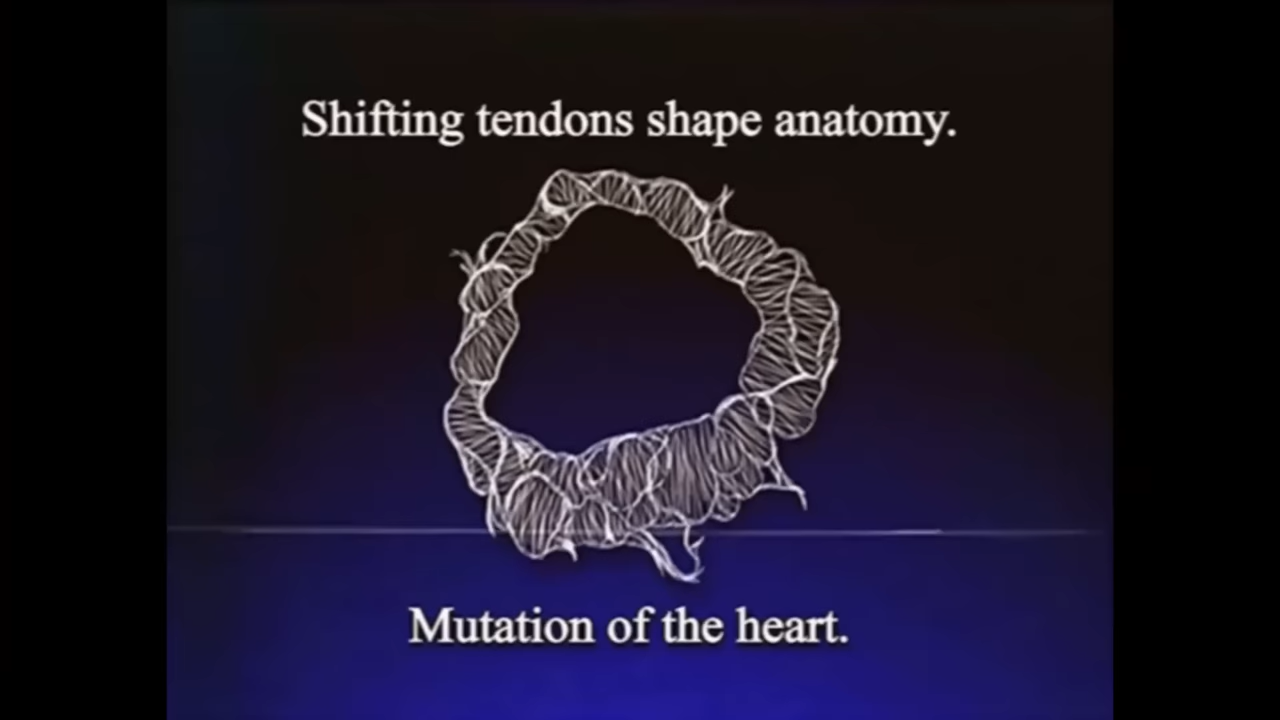 Shifting tendons shape anatomy.
Mutation of the heart.